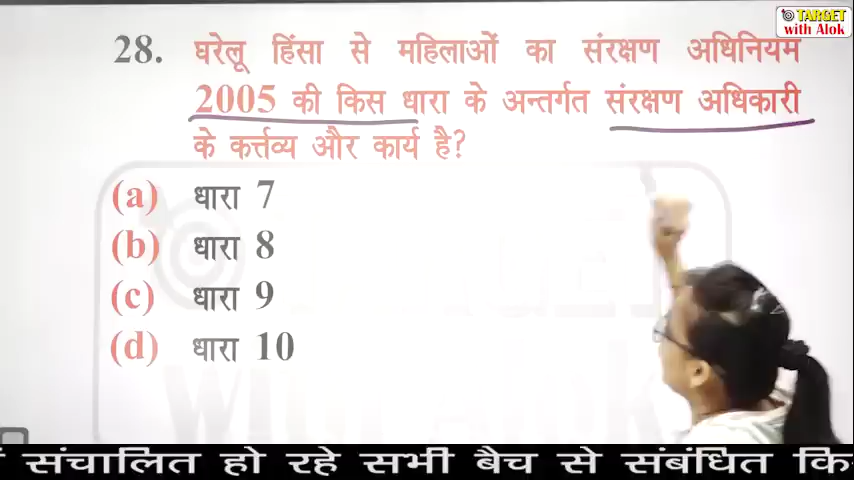 TARGET
with Alok
28. घरेलू हिंसा से महिलाओं का संरक्षण अधिनियम
2005 की किस धारा के अन्तर्गत संरक्षण अधिकारी
के कर्त्तव्य और कार्य है?
(a) धारा 7
(b) धारा 8
(c) धारा 9
(d) धारा 10
संचालित हो रहे सभी बैच से संबंधित